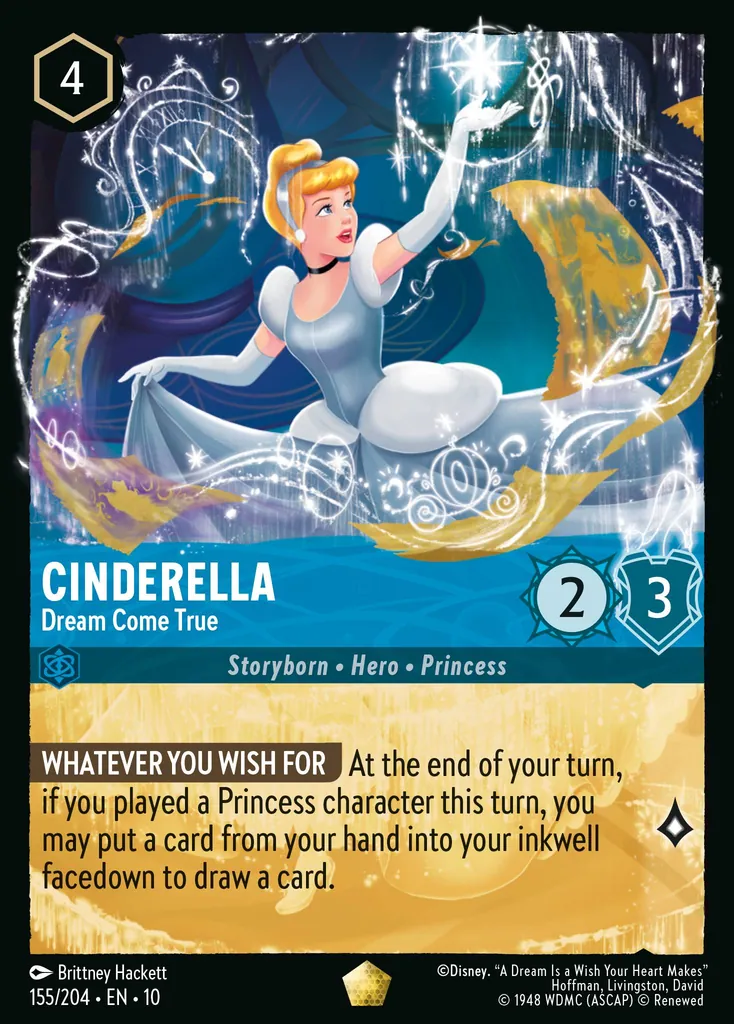 4
CINDERELLA
Dream Come True
2
3
Storyborn • Hero • Princess
WHATEVER YOU WISH FOR At the end of your turn,
if you played a Princess character this turn, you
may put a card from your hand into your inkwell
facedown to draw a card.
Brittney Hackett
155/204 • EN • 10
©Disney. “A Dream Is a Wish Your Heart Makes”
Hoffman, Livingston, David
© 1948 WDMC (ASCAP) © Renewed